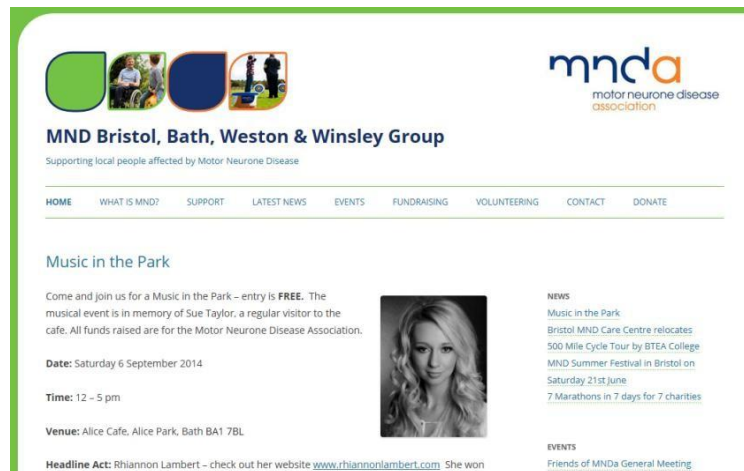 mnda
motor neurone disease
association
MND Bristol, Bath, Weston & Winsley Group
Supporting local people affected by Motor Neurone Disease
HOME WHAT IS MND? SUPPORT LATEST NEWS EVENTS FUNDRAISING VOLUNTEERING CONTACT DONATE
Music in the Park
Come and join us for a Music in the Park – entry is FREE. The
musical event is in memory of Sue Taylor, a regular visitor to the
cafe. All funds raised are for the Motor Neurone Disease Association.
Date: Saturday 6 September 2014
Time: 12 – 5 pm
Venue: Alice Cafe, Alice Park, Bath BA1 7BL
Headline Act: Rhiannon Lambert – check out her website www.rhiannonlambert.com She won
NEWS
Music in the Park
Bristol MND Care Centre relocates
500 Mile Cycle Tour by BTEA College
MND Summer Festival in Bristol on
Saturday 21st June
7 Marathons in 7 days for 7 charities
EVENTS
Friends of MNDa General Meeting